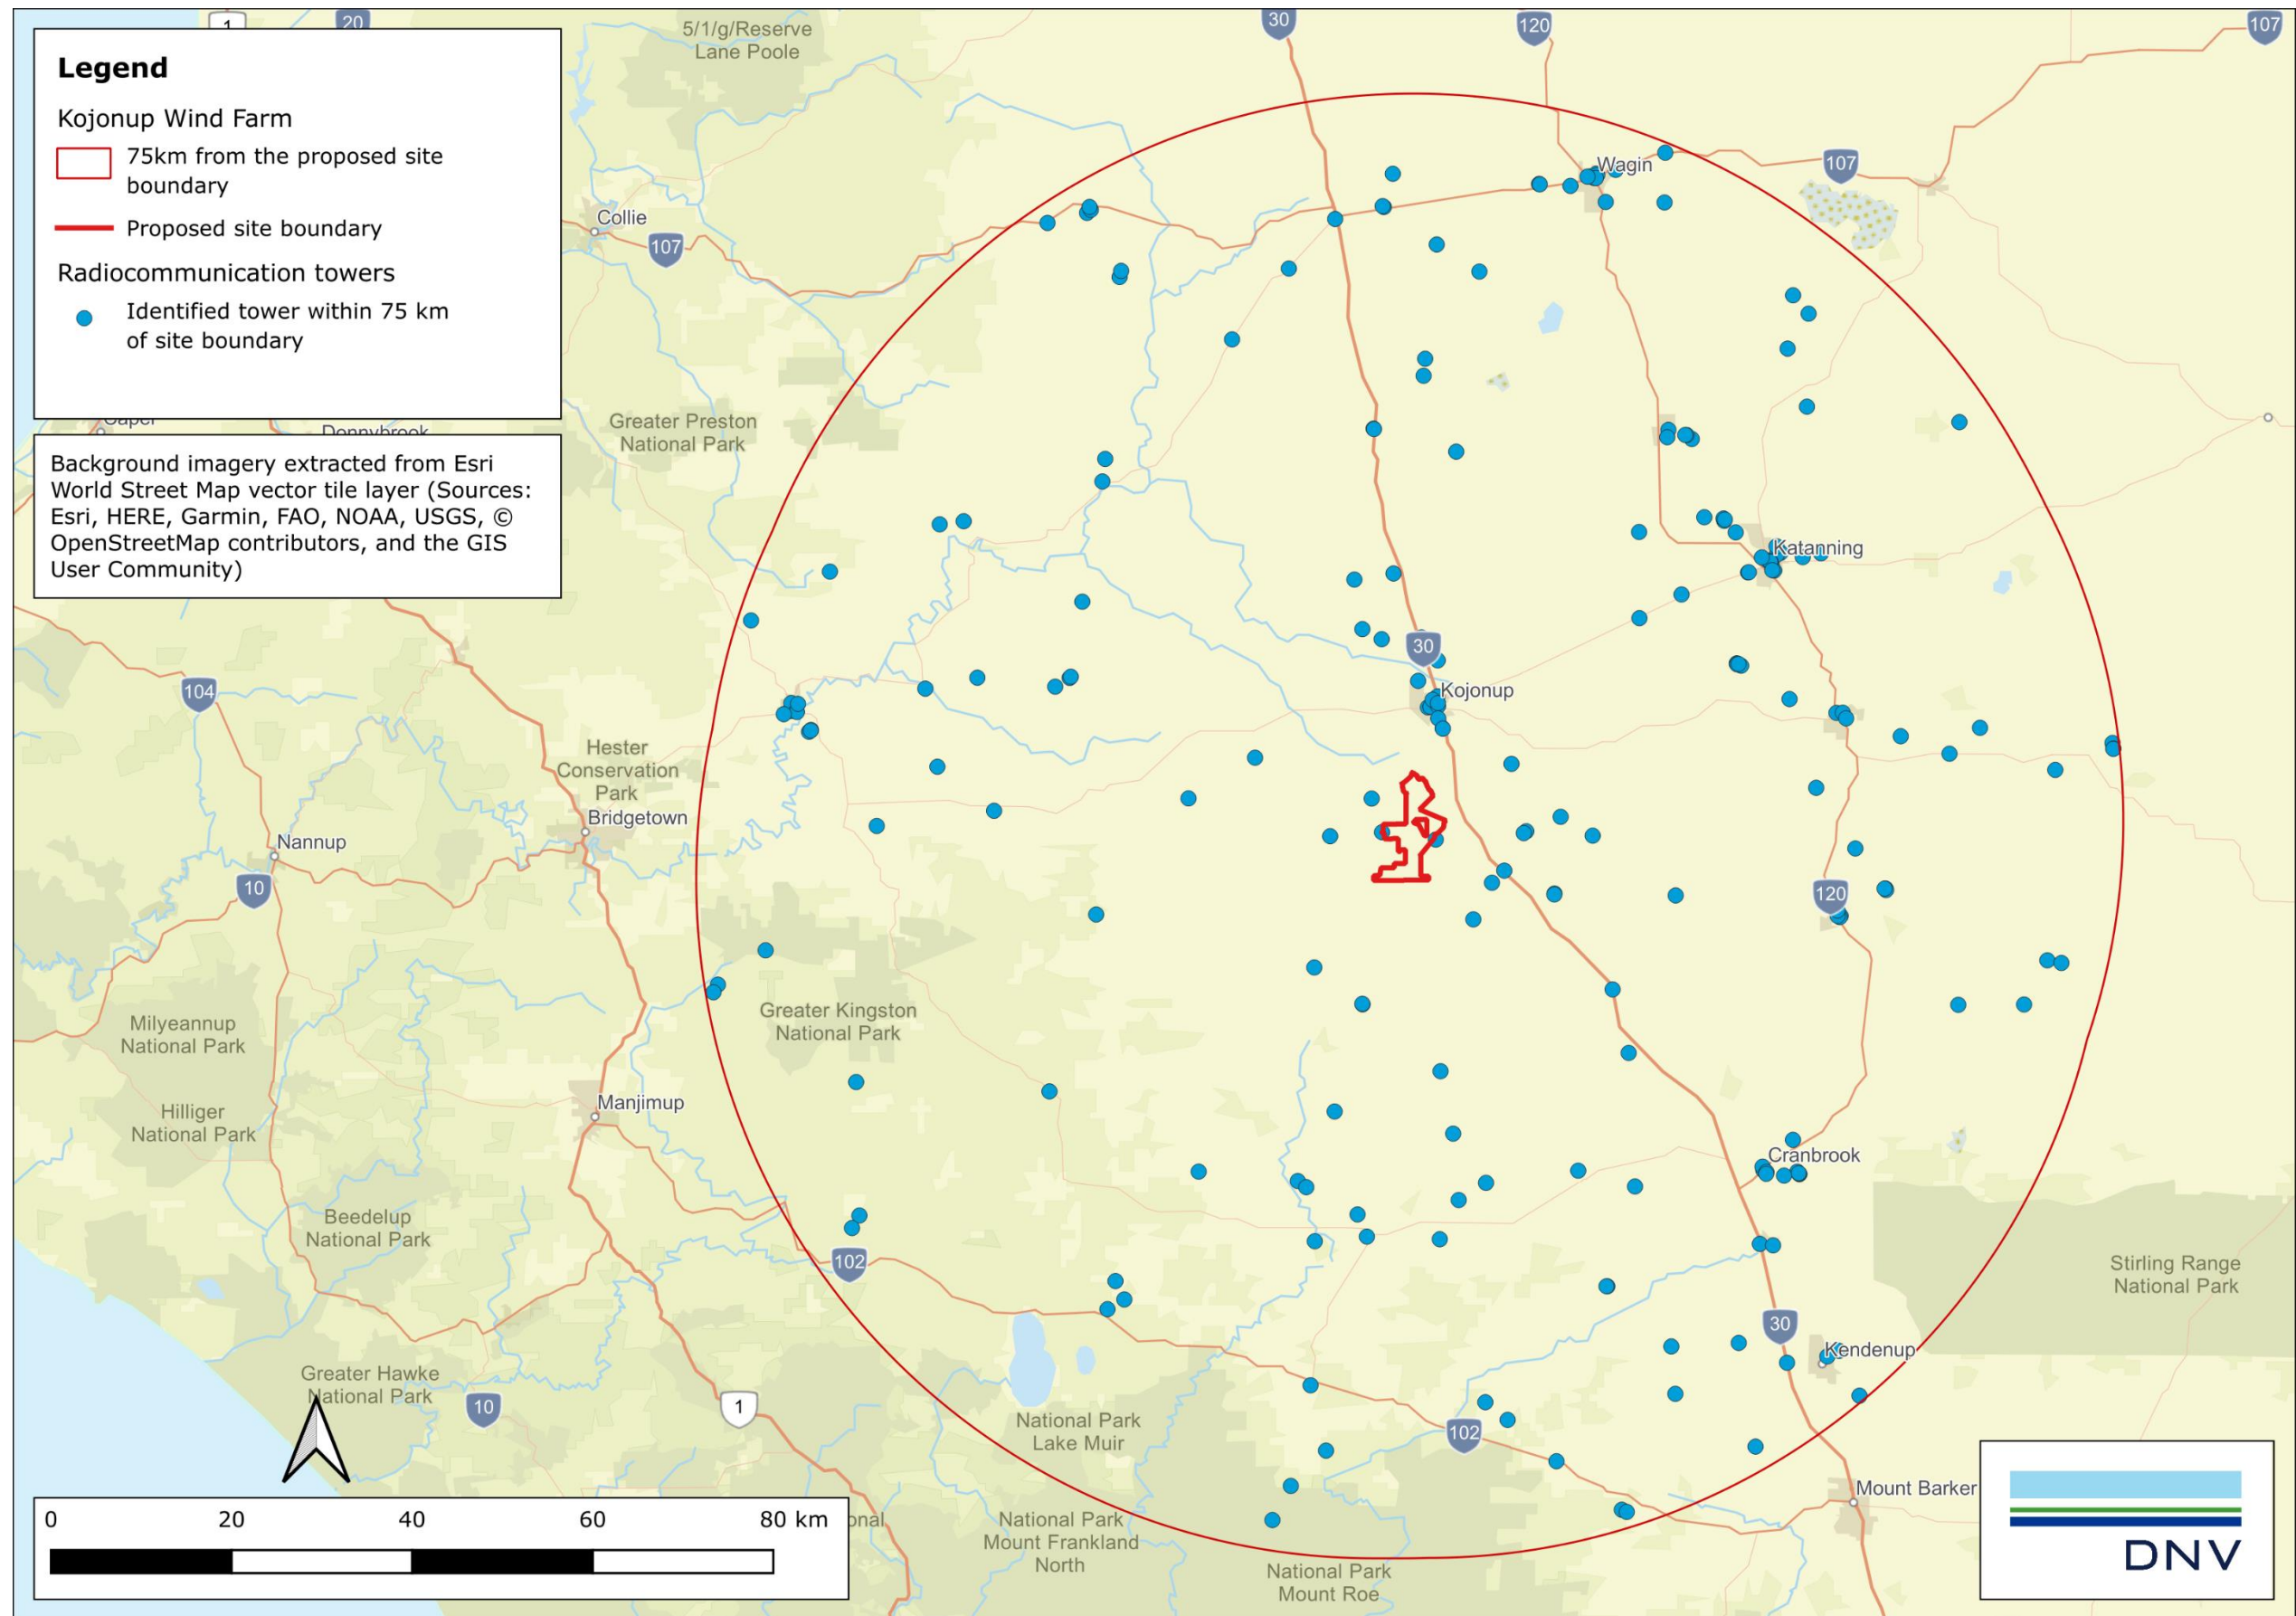 1
20
5/1/g/Reserve
Lane Poole
30
120
107
Legend
Kojonup Wind Farm
75km from the proposed site
boundary
Proposed site boundary
Radiocommunication towers
Identified tower within 75 km
of site boundary
Wagin
107
Collie
107
Donnybrook
Greater Preston
National Park
Background imagery extracted from Esri
World Street Map vector tile layer (Sources:
Esri, HERE, Garmin, FAO, NOAA, USGS, ©
OpenStreetMap contributors, and the GIS
User Community)
Katanning
30
Kojonup
104
Hester
Conservation
Park
Bridgetown
Nannup
10
120
Greater Kingston
National Park
Milyeannup
National Park
Manjimup
Hilliger
National Park
Cranbrook
Beedelup
National Park
102
Stirling Range
National Park
30
Kendenup
Greater Hawke
National Park
10
1
National Park
Lake Muir
102
Mount Barker
0 20 40 60 80 km
National Park
Mount Frankland
North
National Park
Mount Roe
DNV